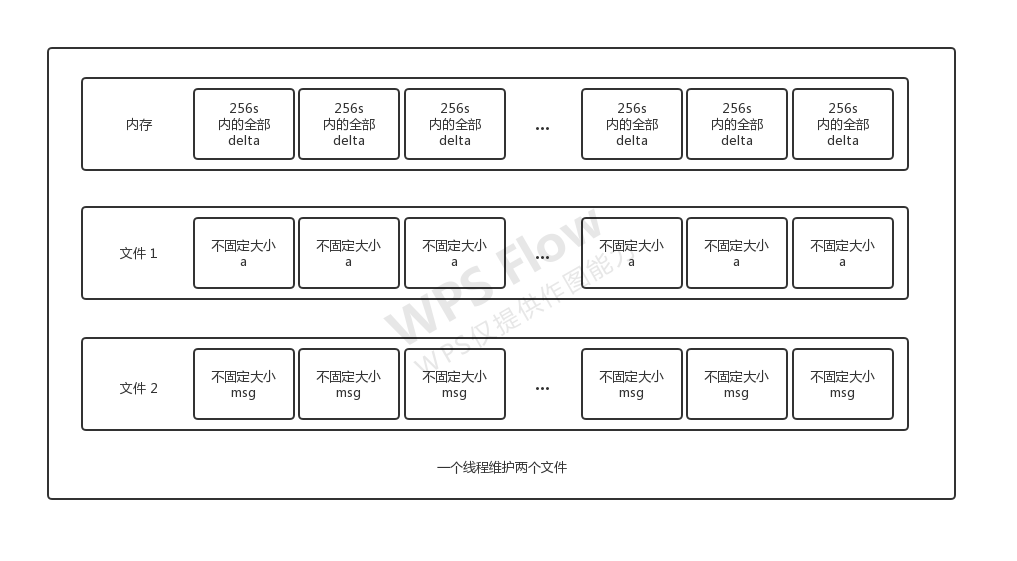 内存
256s
内的全部
delta
256s
内的全部
delta
256s
内的全部
delta
...
256s
内的全部
delta
256s
内的全部
delta
256s
内的全部
delta
文件 1
不固定大小
a
不固定大小
a
不固定大小
a
...
不固定大小
a
不固定大小
a
不固定大小
a
WPS Flow
WPS仅提供作图能力
文件 2
不固定大小
msg
不固定大小
msg
不固定大小
msg
...
不固定大小
msg
不固定大小
msg
不固定大小
msg
一个线程维护两个文件